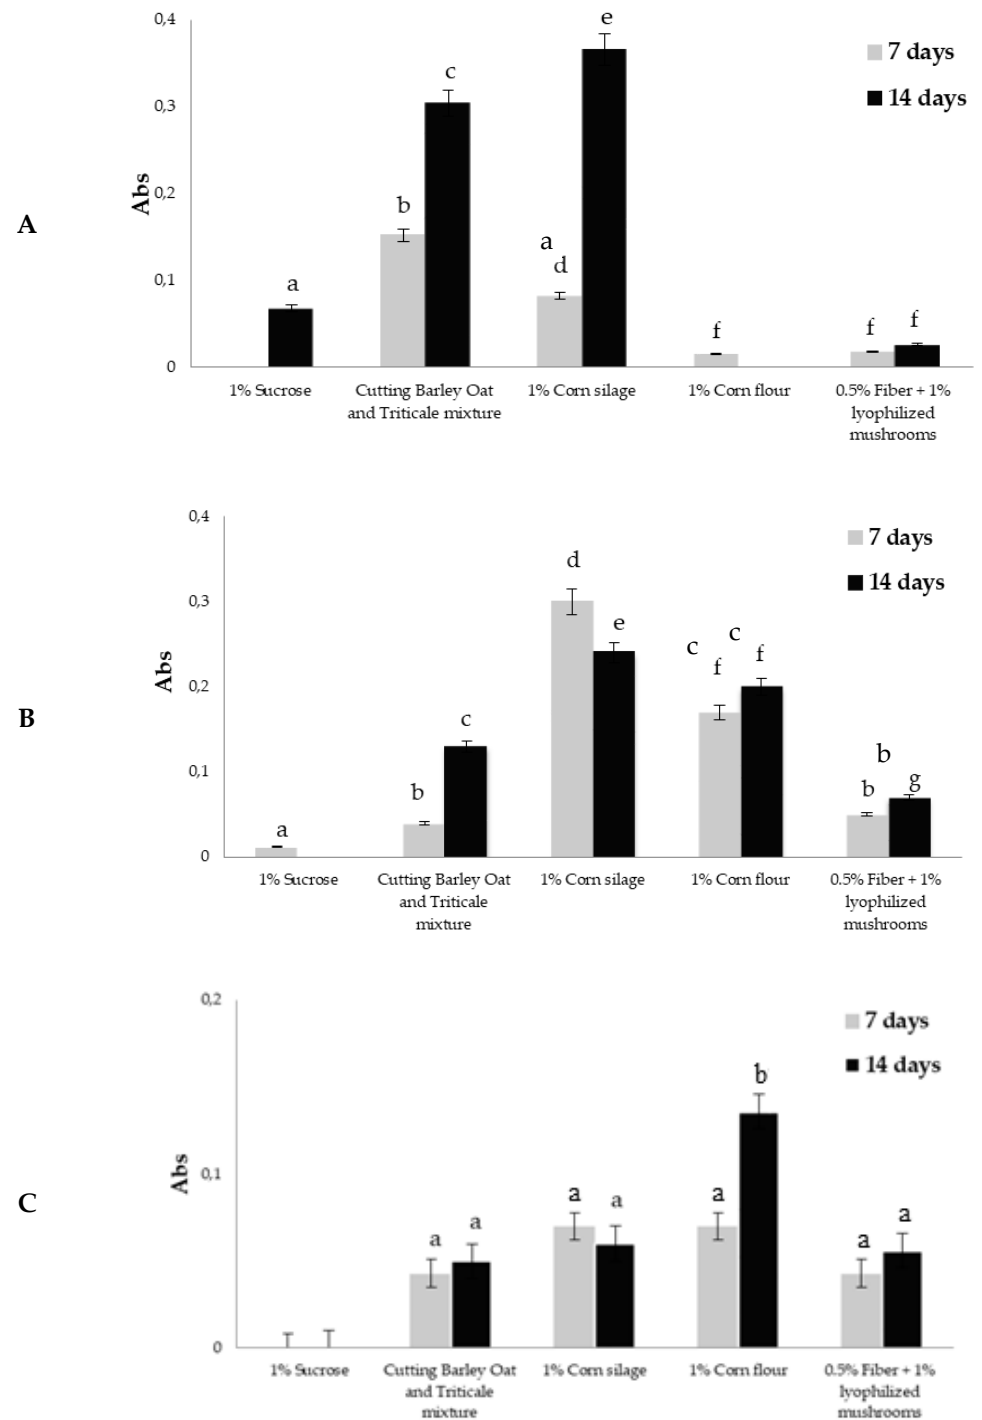 A
Abs
0,4
0,3
0,2
0,1
0
7 days
14 days
a
b
c
a
d
e
f
f
f
1% Sucrose
Cutting Barley Oat
and Triticale mixture
1% Corn silage
1% Corn flour
0.5% Fiber + 1%
lyophilized
mushrooms
B
Abs
0,4
0,3
0,2
0,1
0
7 days
14 days
a
b
c
d
e
c
f
c
f
b
b
g
1% Sucrose
Cutting Barley Oat
and Triticale
mixture
1% Corn silage
1% Corn flour
0.5% Fiber + 1%
lyophilized
mushrooms
C
Abs
0,2
0,1
0
7 days
14 days
a
a
a
a
a
b
a
a
1% Sucrose
Cutting Barley Oat
and Triticale
mixture
1% Corn silage
1% Corn flour
0.5% Fiber + 1%
lyophilized
mushrooms